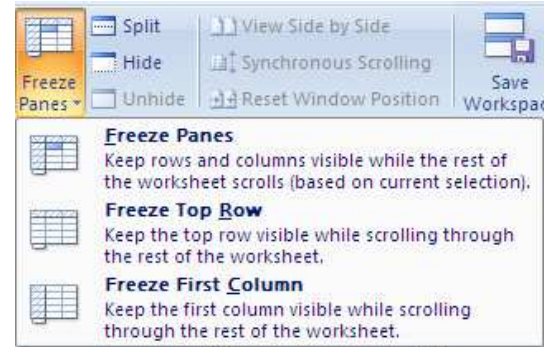 Split
View Side by Side
Hide
Synchronous Scrolling
Freeze
Panes
Unhide
Reset Window Position
Save
Workspac
Freeze Panes
Keep rows and columns visible while the rest of
the worksheet scrolls (based on current selection).
Freeze Top Row
Keep the top row visible while scrolling through
the rest of the worksheet.
Freeze First Column
Keep the first column visible while scrolling
through the rest of the worksheet.